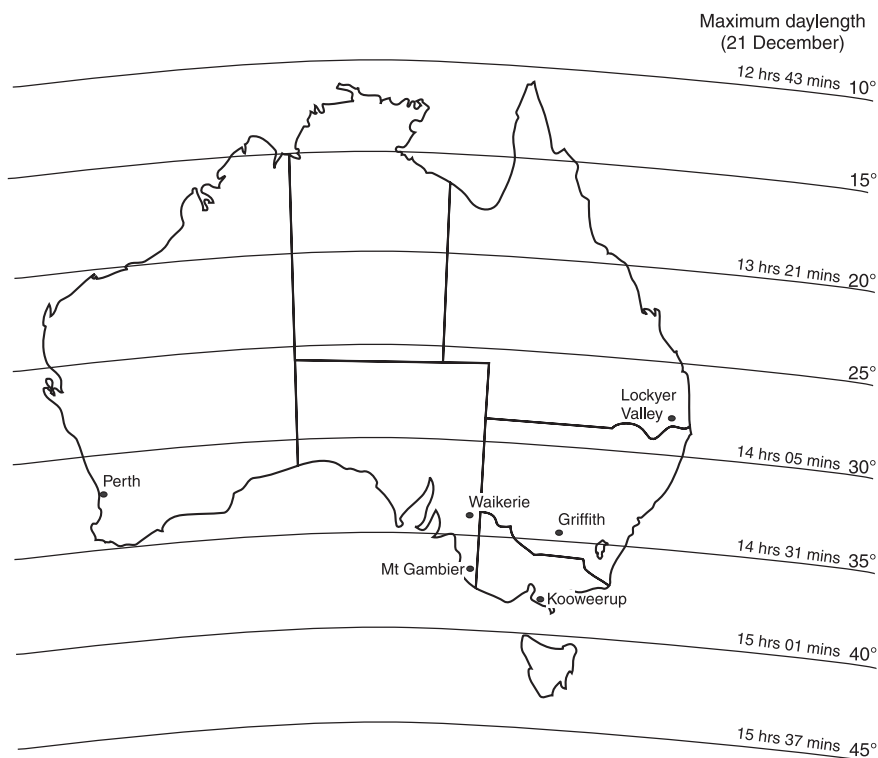 Maximum daylength
(21 December)
12 hrs 43 mins 10°
15°
13 hrs 21 mins 20°
25°
Lockyer
Valley
14 hrs 05 mins 30°
Perth
Waikerie
Griffith
14 hrs 31 mins 35°
Mt Gambier
Kooweerup
15 hrs 01 mins 40°
15 hrs 37 mins 45°